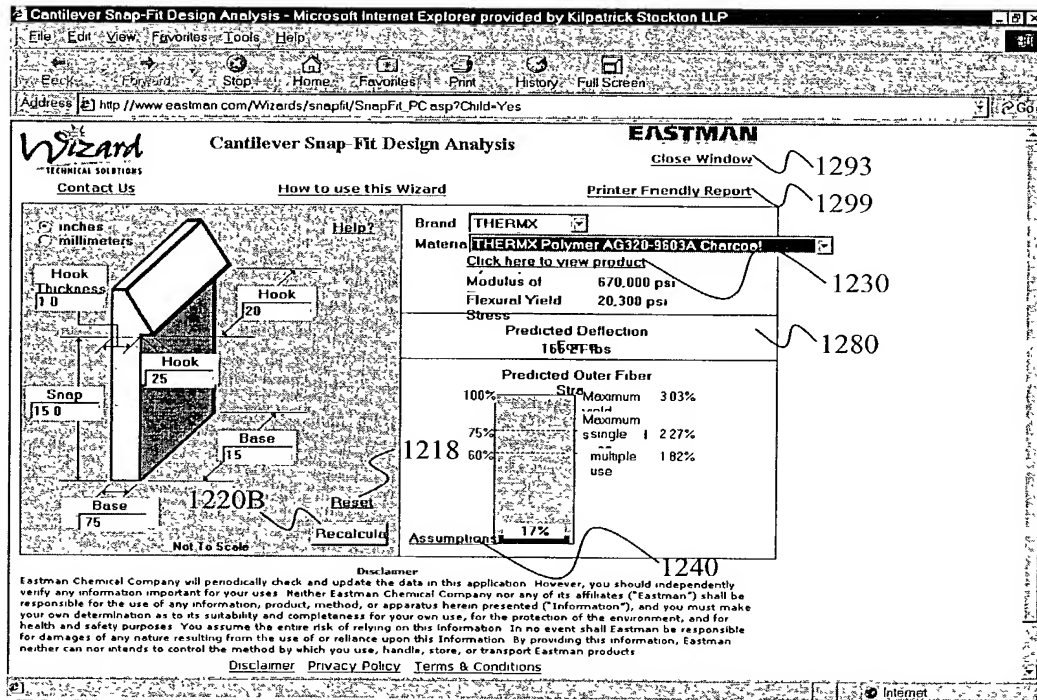 Cantilever Snap-Fit Design Analysis - Microsoft Internet Explorer provided by Kilpatrick Stockton LLP
File Edit View Favorites Tools Help
Back Forward Stop Home Favorites Print History Full Screen
Address http://www.eastman.com/Wizards/snapfit/SnapFit_PC.asp?Child=Yes Go
Wizard
TECHNICAL SOLUTIONS
Cantilever Snap-Fit Design Analysis
EASTMAN
Close Window
1293
Contact Us
How to use this Wizard
Printer Friendly Report
1299
inches
millimeters
Help?
Hook
Thickness
1 0
Hook
20
Hook
25
Snap
15 0
Base
15
Base
75
1220B
1218
Reset
Recalcula
Not To Scale
Brand THERMX
Materia THERMX Polymer AG320-9603A Charcoal
Click here to view product
1230
Modulus of 670,000 psi
Flexural Yield 20,300 psi
Stress
Predicted Deflection
lbs
1280
Predicted Outer Fiber
Stra
100%
75%
60%
17%
Maximum 3 03%
Maximum
single 2 27%
multiple 1 82%
use
Assumptions
1240
Disclaimer
Eastman Chemical Company will periodically check and update the data in this application However, you should independently
verify any information important for your uses Neither Eastman Chemical Company nor any of its affiliates ("Eastman") shall be
responsible for the use of any information, product, method, or apparatus herein presented ("Information"), and you must make
your own determination as to its suitability and completeness for your own use, for the protection of the environment, and for
health and safety purposes You assume the entire risk of relying on this Information In no event shall Eastman be responsible
for damages of any nature resulting from the use of or reliance upon this Information By providing this information, Eastman
neither can nor intends to control the method by which you use, handle, store, or transport Eastman products
Disclaimer Privacy Policy Terms & Conditions
Internet